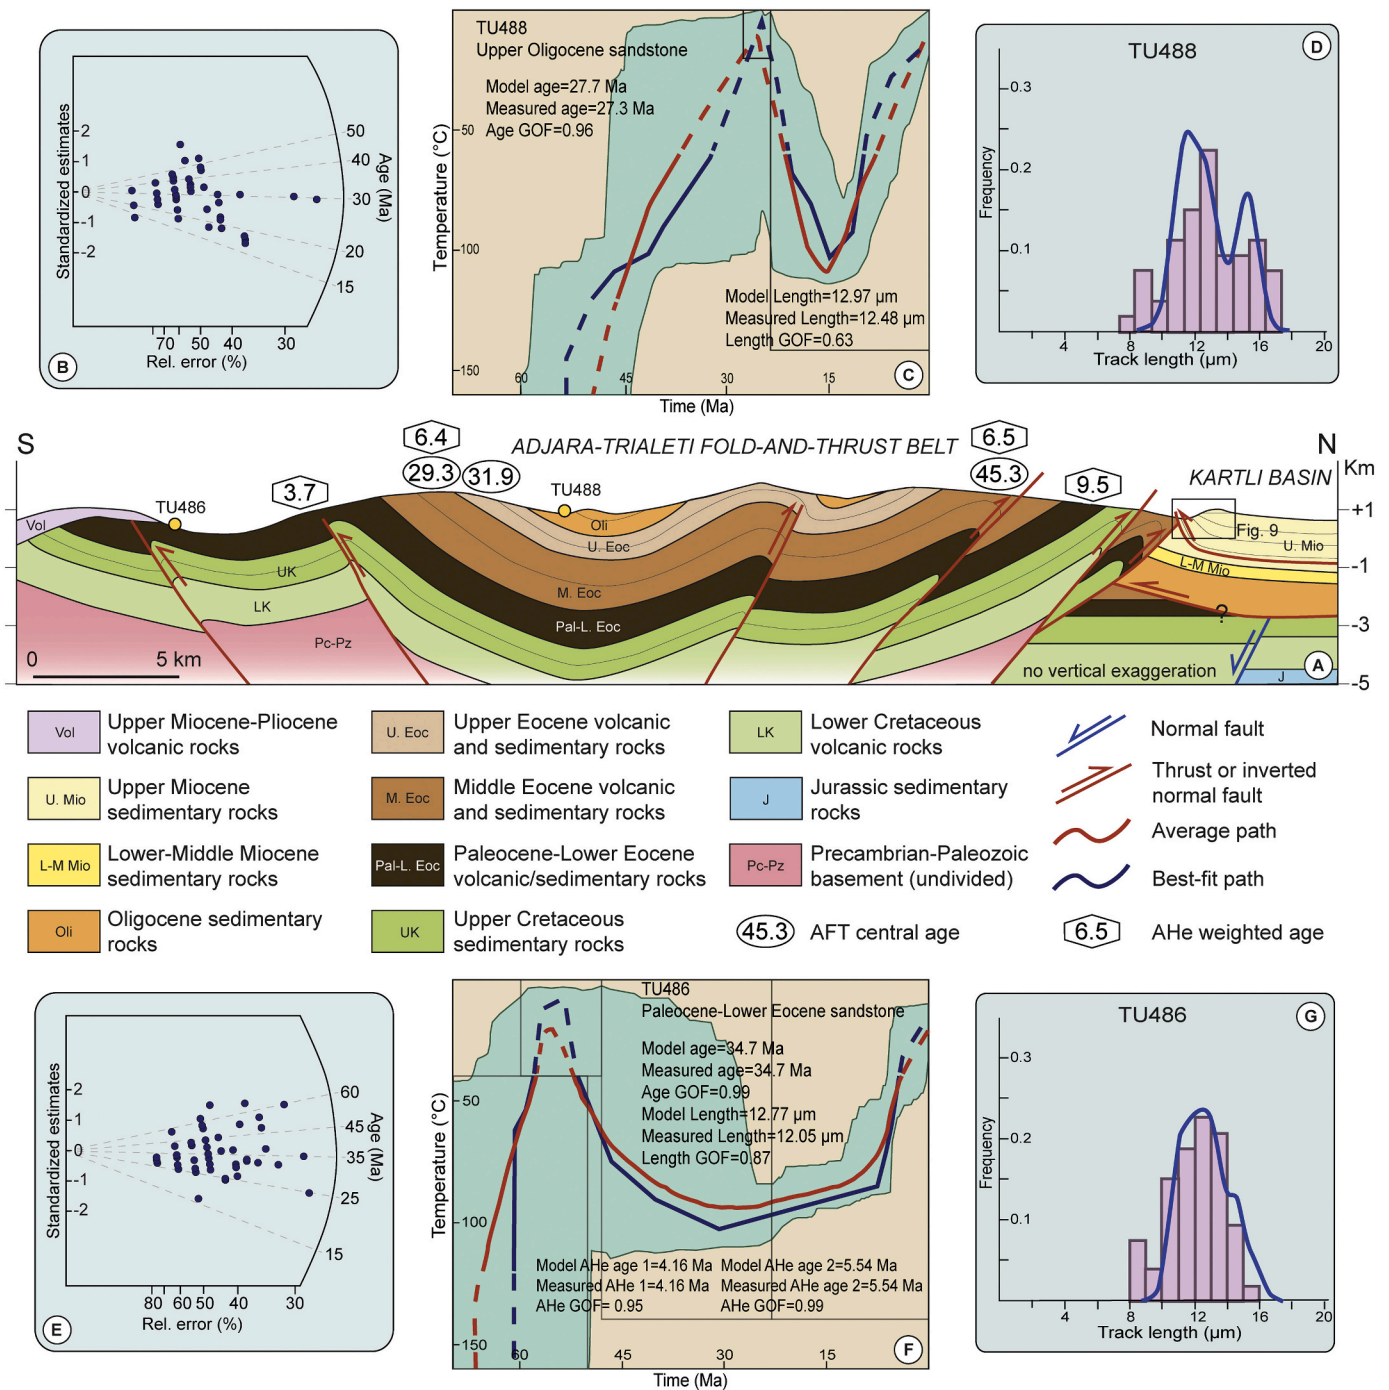 B
Standardized estimates
2
1
0
-1
-2
50
40
30
20
15
Age (Ma)
70
60
50
40
30
Rel. error (%)
TU488
Upper Oligocene sandstone
Model age=27.7 Ma
Measured age=27.3 Ma
Age GOF=0.96
Model Length=12.97 µm
Measured Length=12.48 µm
Length GOF=0.63
Temperature (°C)
50
100
150
60
45
30
15
Time (Ma)
C
TU488
D
Frequency
0.3
0.2
0.1
4
8
12
16
20
Track length (µm)
S
N
ADJARA-TRIALETI FOLD-AND-THRUST BELT
KARTLI BASIN
Km
+1
-1
-3
-5
6.4
29.3
31.9
3.7
6.5
45.3
9.5
TU486
TU488
Vol
UK
LK
Pc-Pz
Oli
U. Eoc
M. Eoc
Pal-L. Eoc
Fig. 9
U. Mio
L-M Mio
?
J
0
5 km
no vertical exaggeration
A
Vol
Upper Miocene-Pliocene
volcanic rocks
U. Mio
Upper Miocene
sedimentary rocks
L-M Mio
Lower-Middle Miocene
sedimentary rocks
Oli
Oligocene sedimentary
rocks
U. Eoc
Upper Eocene volcanic
and sedimentary rocks
M. Eoc
Middle Eocene volcanic
and sedimentary rocks
Pal-L. Eoc
Paleocene-Lower Eocene
volcanic/sedimentary rocks
UK
Upper Cretaceous
sedimentary rocks
LK
Lower Cretaceous
volcanic rocks
J
Jurassic sedimentary
rocks
Pc-Pz
Precambrian-Paleozoic
basement (undivided)
45.3
AFT central age
Normal fault
Thrust or inverted
normal fault
Average path
Best-fit path
6.5
AHe weighted age
E
Standardized estimates
2
1
0
-1
-2
60
45
35
25
15
Age (Ma)
80
60
50
40
30
Rel. error (%)
TU486
Paleocene-Lower Eocene sandstone
Model age=34.7 Ma
Measured age=34.7 Ma
Age GOF=0.99
Model Length=12.77 µm
Measured Length=12.05 µm
Length GOF=0.87
Model AHe age 1=4.16 Ma
Measured AHe 1=4.16 Ma
AHe GOF= 0.95
Model AHe age 2=5.54 Ma
Measured AHe age 2=5.54 Ma
AHe GOF=0.99
Temperature (°C)
50
100
150
60
45
30
15
Time (Ma)
F
TU486
G
Frequency
0.3
0.2
0.1
4
8
12
16
20
Track length (µm)